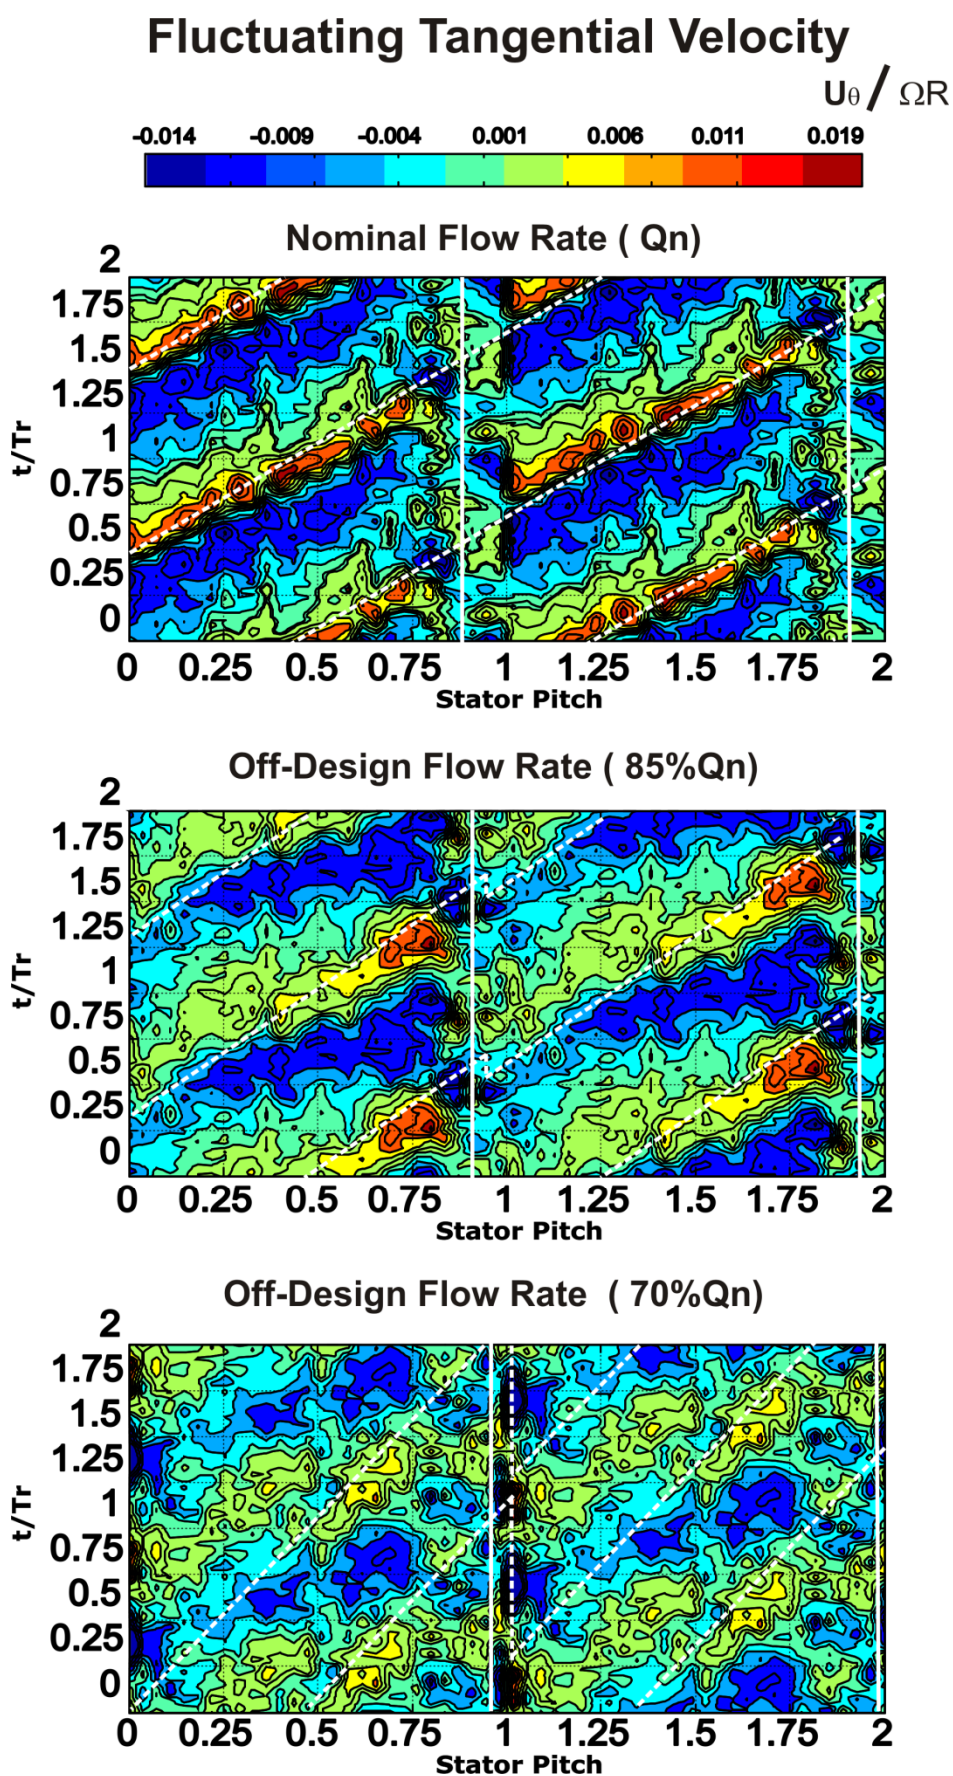 Fluctuating Tangential Velocity
Uθ / ΩR
-0.014 -0.009 -0.004 0.001 0.006 0.011 0.019
Nominal Flow Rate ( Qn)
2
1.75
1.5
1.25
1
0.75
0.5
0.25
0
t/Tr
0 0.25 0.5 0.75 1 1.25 1.5 1.75 2
Stator Pitch
Off-Design Flow Rate ( 85%Qn)
2
1.75
1.5
1.25
1
0.75
0.5
0.25
0
t/Tr
0 0.25 0.5 0.75 1 1.25 1.5 1.75 2
Stator Pitch
Off-Design Flow Rate ( 70%Qn)
2
1.75
1.5
1.25
1
0.75
0.5
0.25
0
t/Tr
0 0.25 0.5 0.75 1 1.25 1.5 1.75 2
Stator Pitch